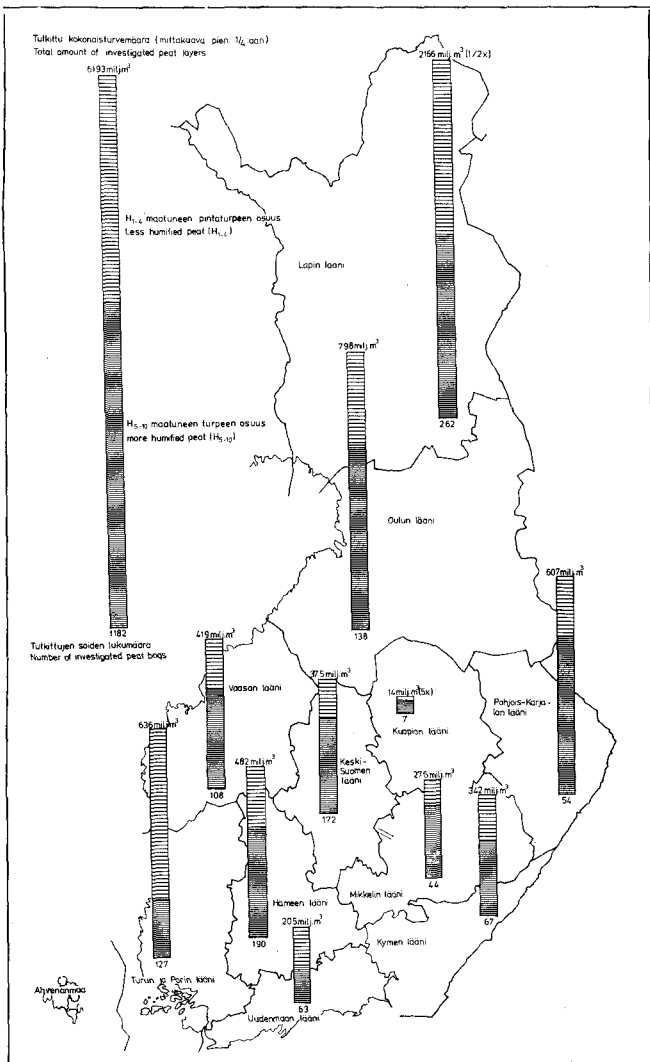 Tutkittu kokonaisturvemäärä (mittakaava pien. 1/4 aan)
Total amount of investigated peat layers
6193 milj.m³
2166 milj. m³ (1/2x)
H₁₋₄ maatuneen pintaturpeen osuus
Less humified peat (H₁₋₄)
Lapin lääni
798 milj. m³
262
H₅₋₁₀ maatuneen turpeen osuus
more humified peat (H₅₋₁₀)
Oulun lääni
607 milj. m³
1182
138
Tutkittujen soiden lukumäärä
Number of investigated peat bogs
419 milj. m³
Vaasan lääni
375 milj. m³
14 milj. m³ (5x)
7
Kuopion lääni
Pohjois-Karja-
lan lääni
636 milj. m³
482 milj. m³
Keski-
Suomen
lääni
276 milj. m³
342 milj. m³
108
172
54
44
Mikkelin lääni
Hämeen lääni
67
190
205 milj. m³
Kymen lääni
127
Turun ja Porin lääni
Ahvenanmaa
63
Uudenmaan lääni